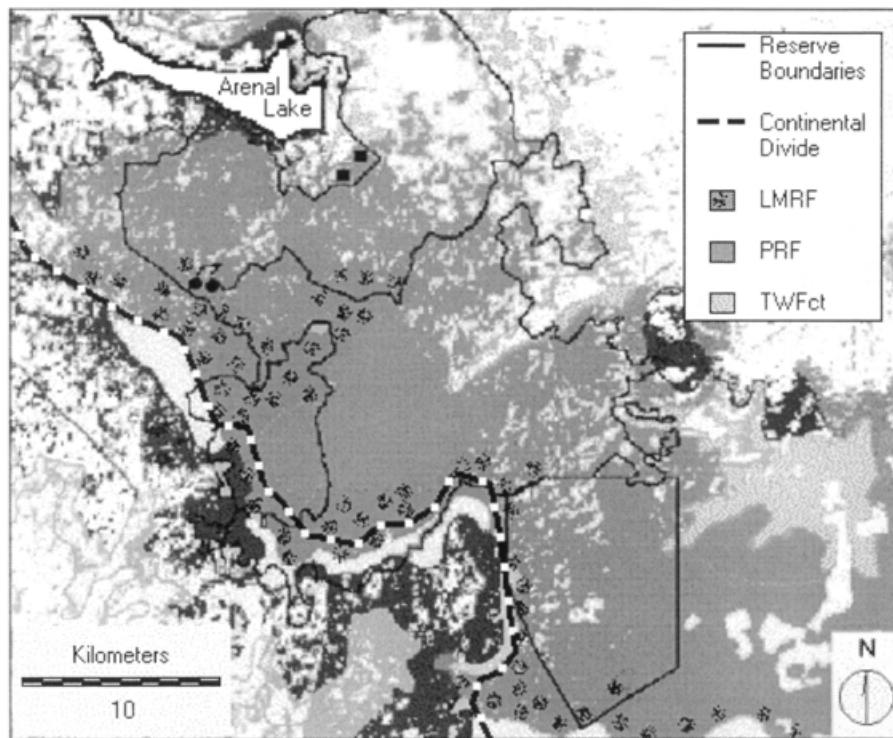 Arenal
Lake
Reserve
Boundaries
Continental
Divide
LMRF
PRF
TWFct
Kilometers
10
N